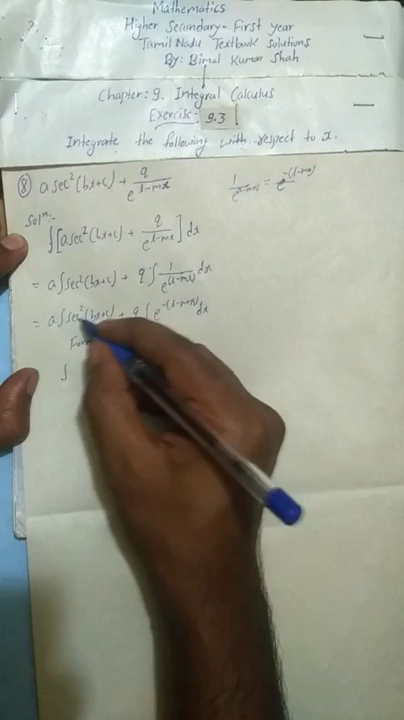 Mathematics
Higher Secondary - First Year
Tamil Nadu Textbook Solutions
By: Bimal Kumar Shah
Chapter: 9. Integral Calculus
Exercise: 9.3
Integrate the following with respect to x.
⑧ a sec²(bx+c) + q/e^(l-mx)
1/e^(l-mx) = e^-(l-mx)
Solⁿ:-
∫[a sec²(bx+c) + q/e^(l-mx)] dx
= a∫sec²(bx+c) + q∫ 1/e^(l-mx) dx
= a∫sec²(bx+c) + q∫ e^-(l-mx) dx
∫